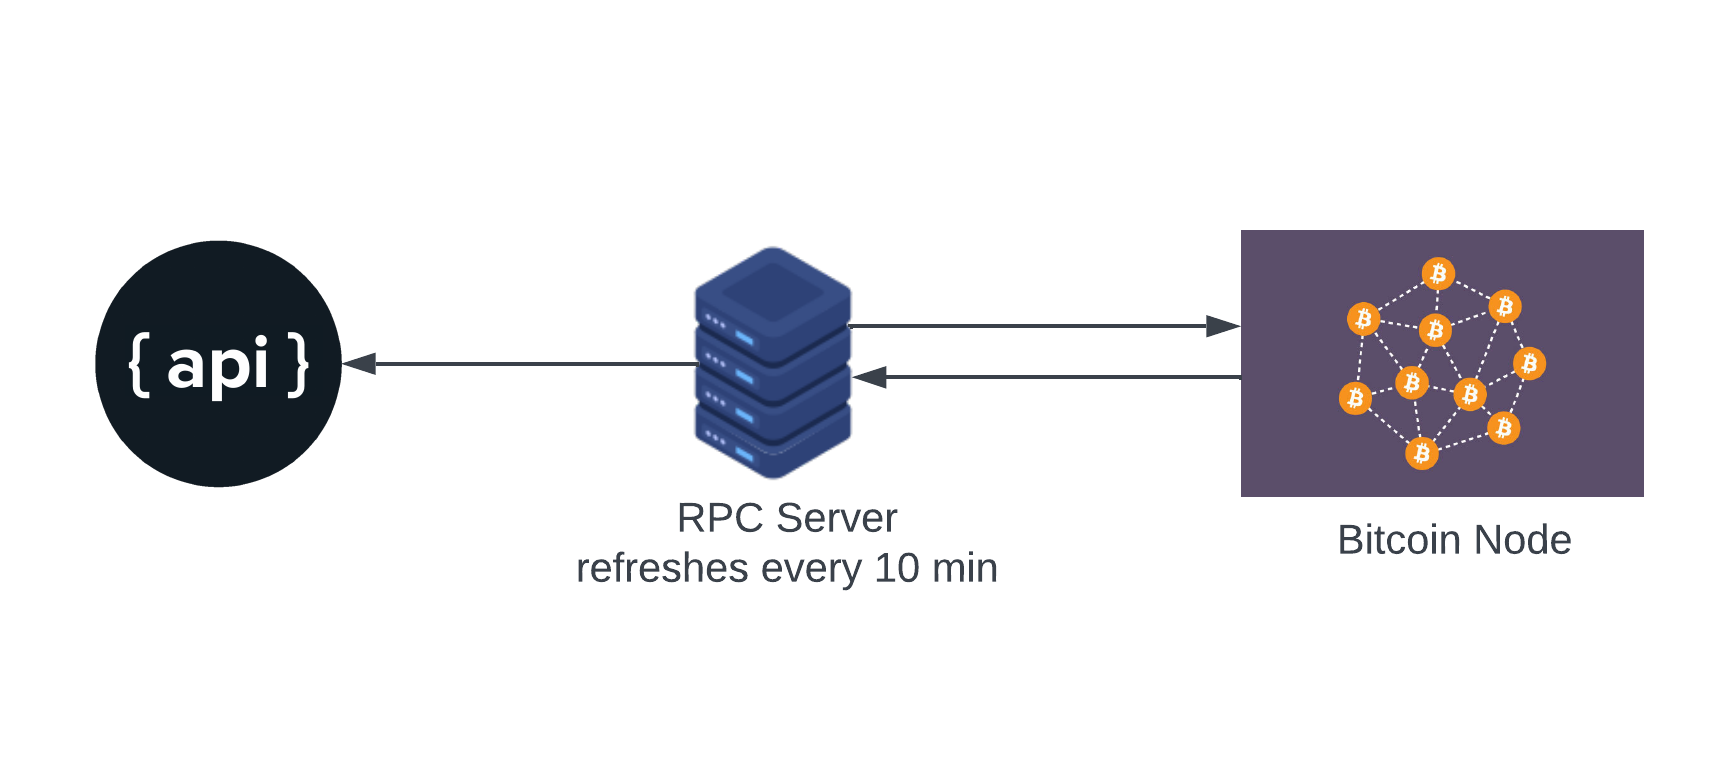 { api }
RPC Server
refreshes every 10 min
Bitcoin Node